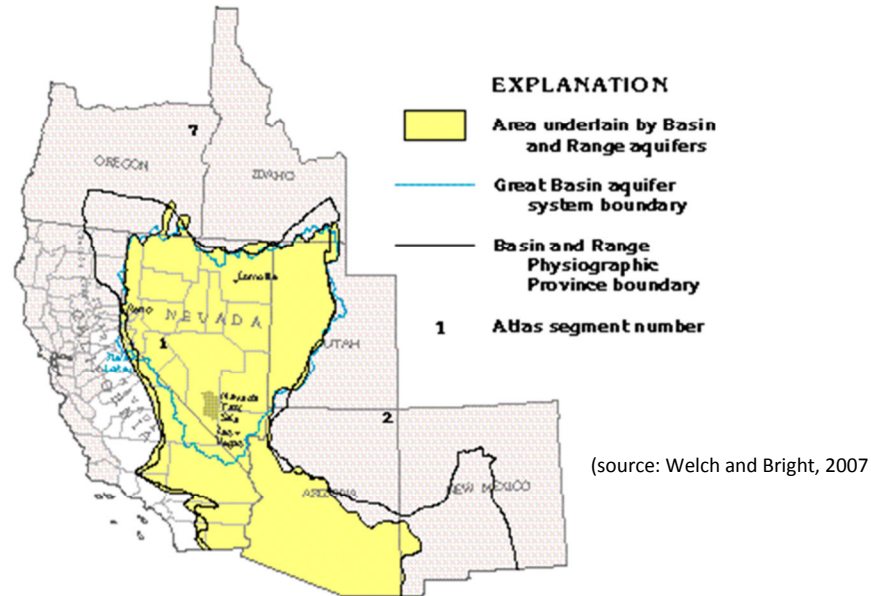 EXPLANATION
Area underlain by Basin
and Range aquifers
Great Basin aquifer
system boundary
Basin and Range
Physiographic
Province boundary
1 Atlas segment number
7
OREGON
IDAHO
NEVADA
1
UTAH
Nevada
Test
Site
Las
Vegas
2
ARIZONA
NEW MEXICO
(source: Welch and Bright, 2007